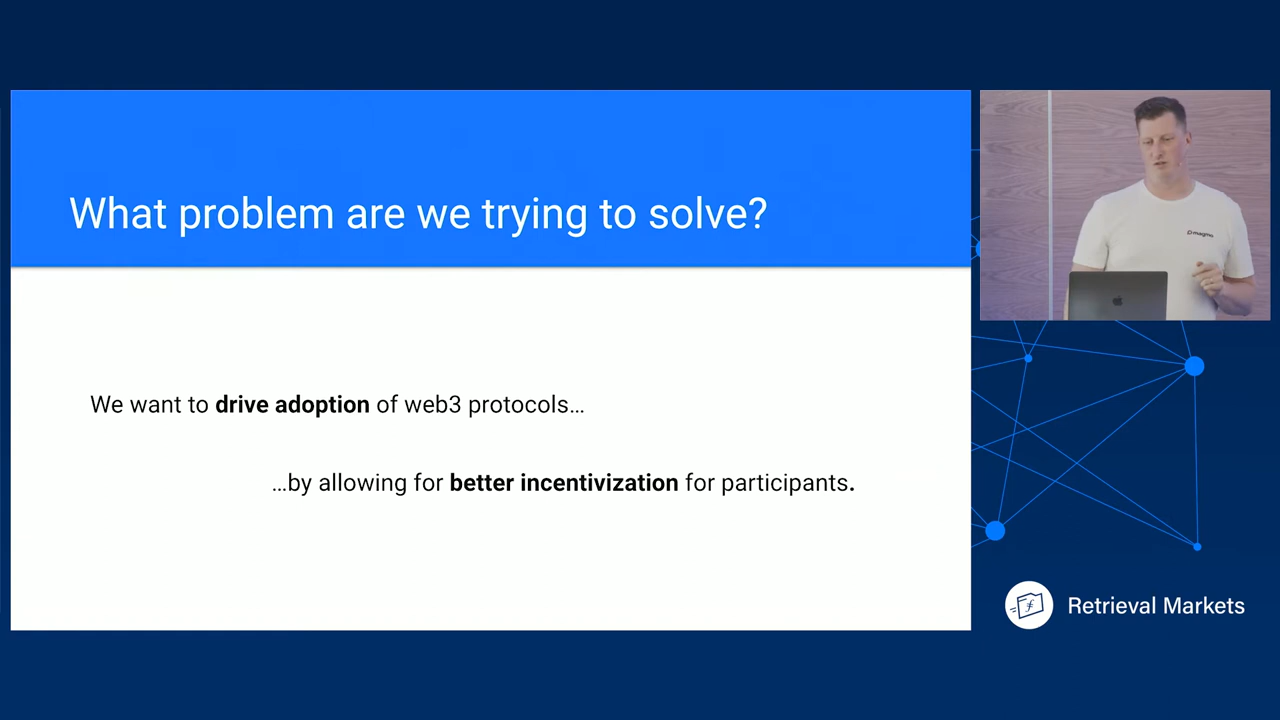 What problem are we trying to solve?
We want to drive adoption of web3 protocols…
…by allowing for better incentivization for participants.
magmo
Retrieval Markets